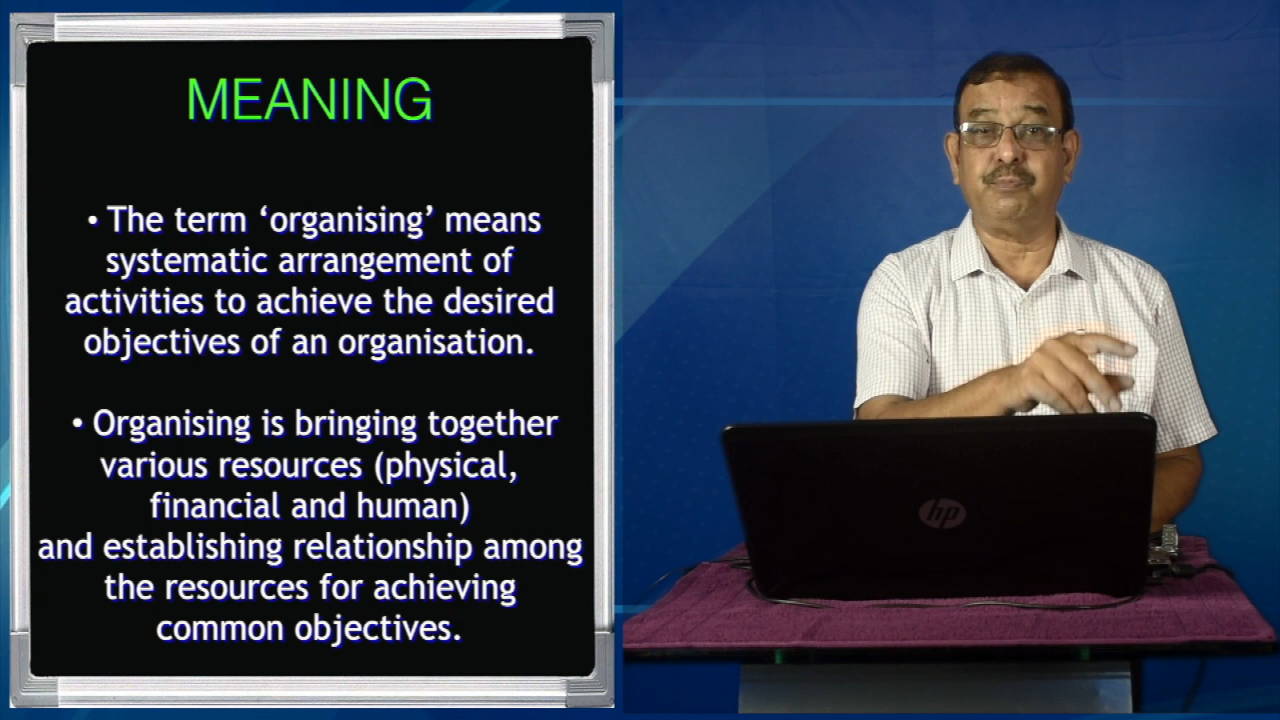 MEANING
• The term ‘organising’ means
systematic arrangement of
activities to achieve the desired
objectives of an organisation.
• Organising is bringing together
various resources (physical,
financial and human)
and establishing relationship among
the resources for achieving
common objectives.
hp